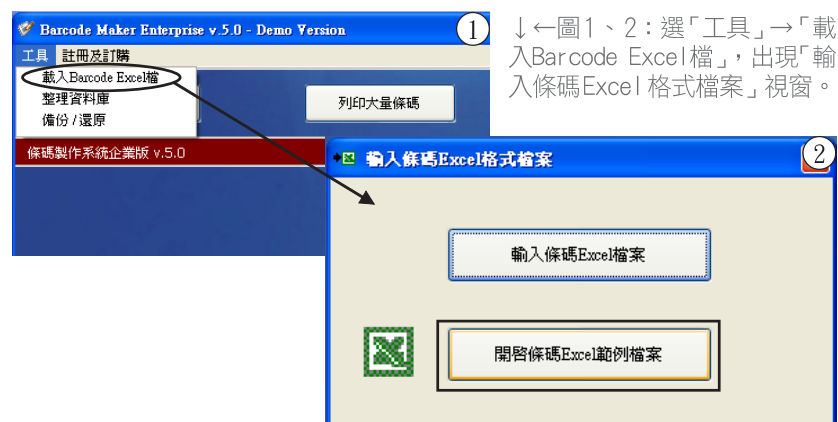 Barcode Maker Enterprise v.5.0 - Demo Version
1
工具 註冊及訂購
載入Barcode Excel檔
整理資料庫
備份 / 還原
列印大量條碼
條碼製作系統企業版 v.5.0
↓←圖1、2：選「工具」→「載
入Barcode Excel檔」，出現「輸
入條碼Excel格式檔案」視窗。
輸入條碼Excel格式檔案
2
輸入條碼Excel檔案
開啓條碼Excel範例檔案